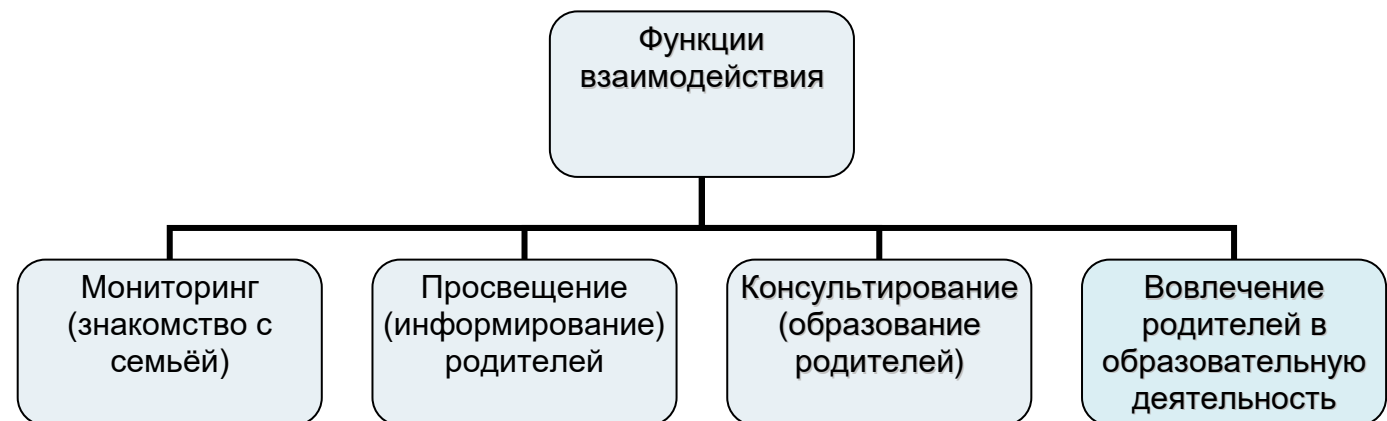 Функции
взаимодействия
Мониторинг
(знакомство с
семьёй)
Просвещение
(информирование)
родителей
Консультирование
(образование
родителей)
Вовлечение
родителей в
образовательную
деятельность